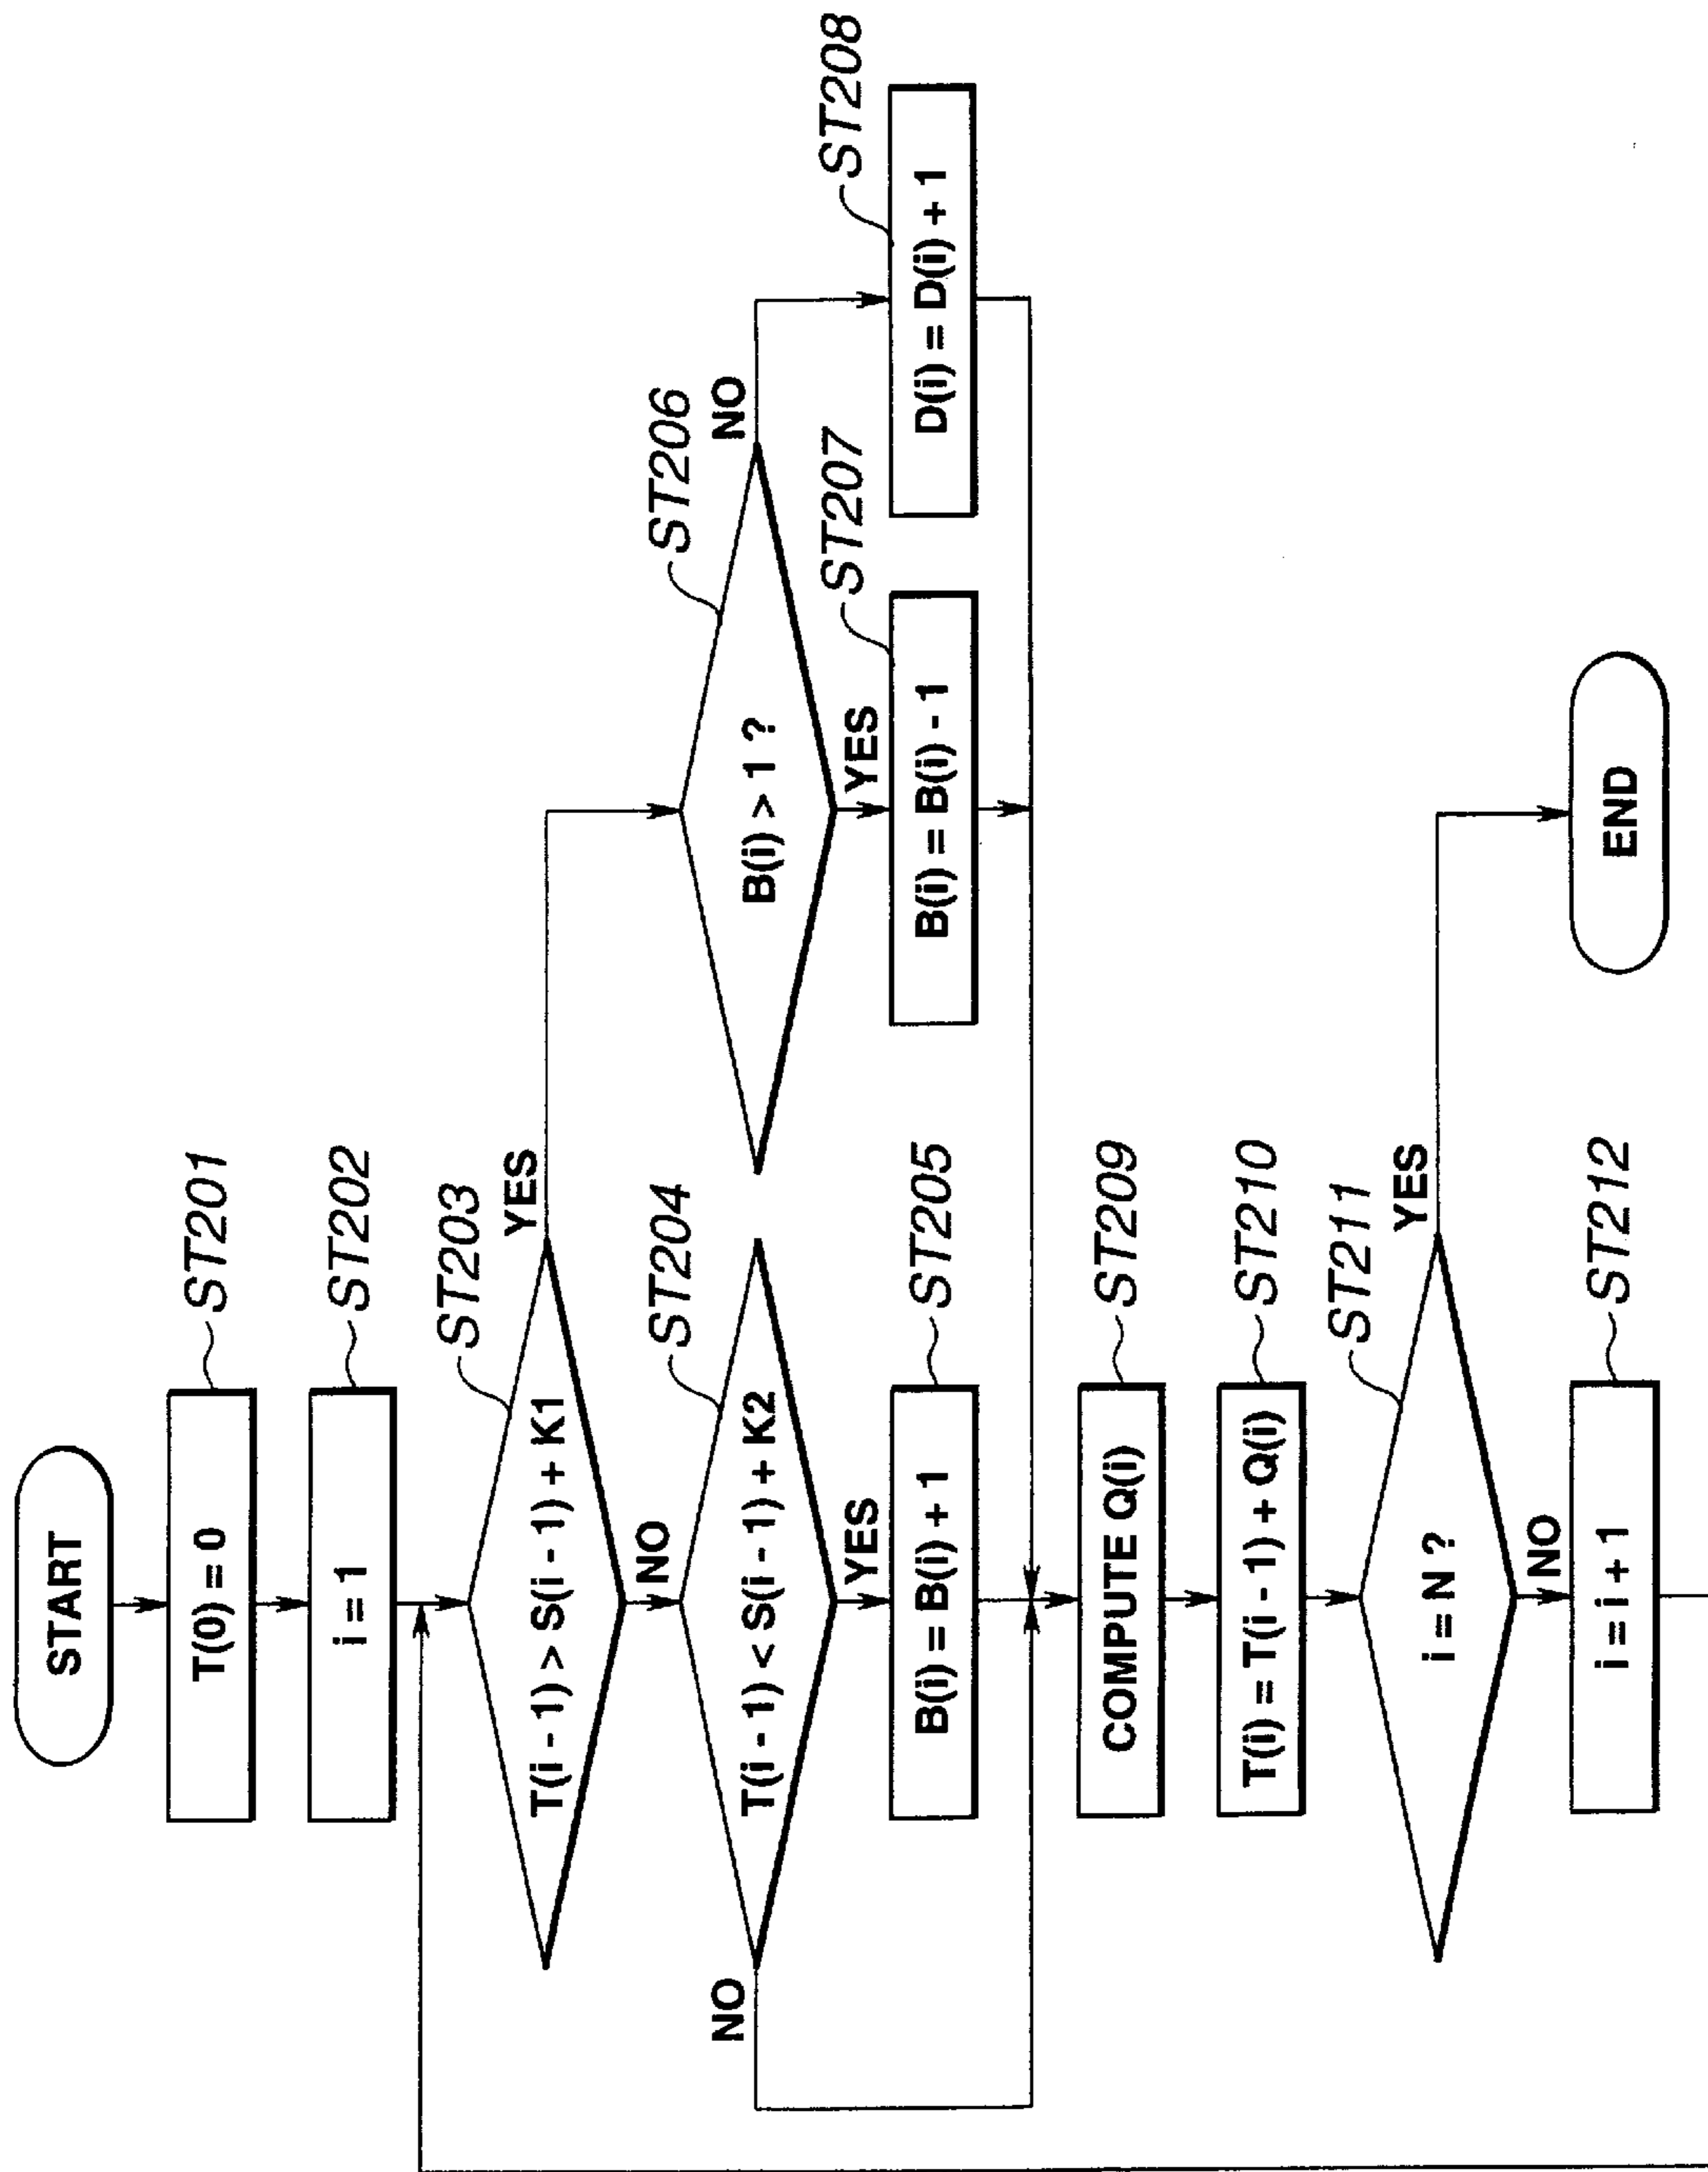 START
T(0) = 0
ST201
i = 1
ST202
T(i - 1) > S(i - 1) + K1
ST203
YES
NO
T(i - 1) < S(i - 1) + K2
ST204
NO
YES
B(i) > 1 ?
ST206
NO
YES
B(i) = B(i) + 1
ST205
B(i) = B(i) - 1
ST207
D(i) = D(i) + 1
ST208
COMPUTE Q(i)
ST209
T(i) = T(i - 1) + Q(i)
ST210
i = N ?
ST211
YES
NO
i = i + 1
ST212
END